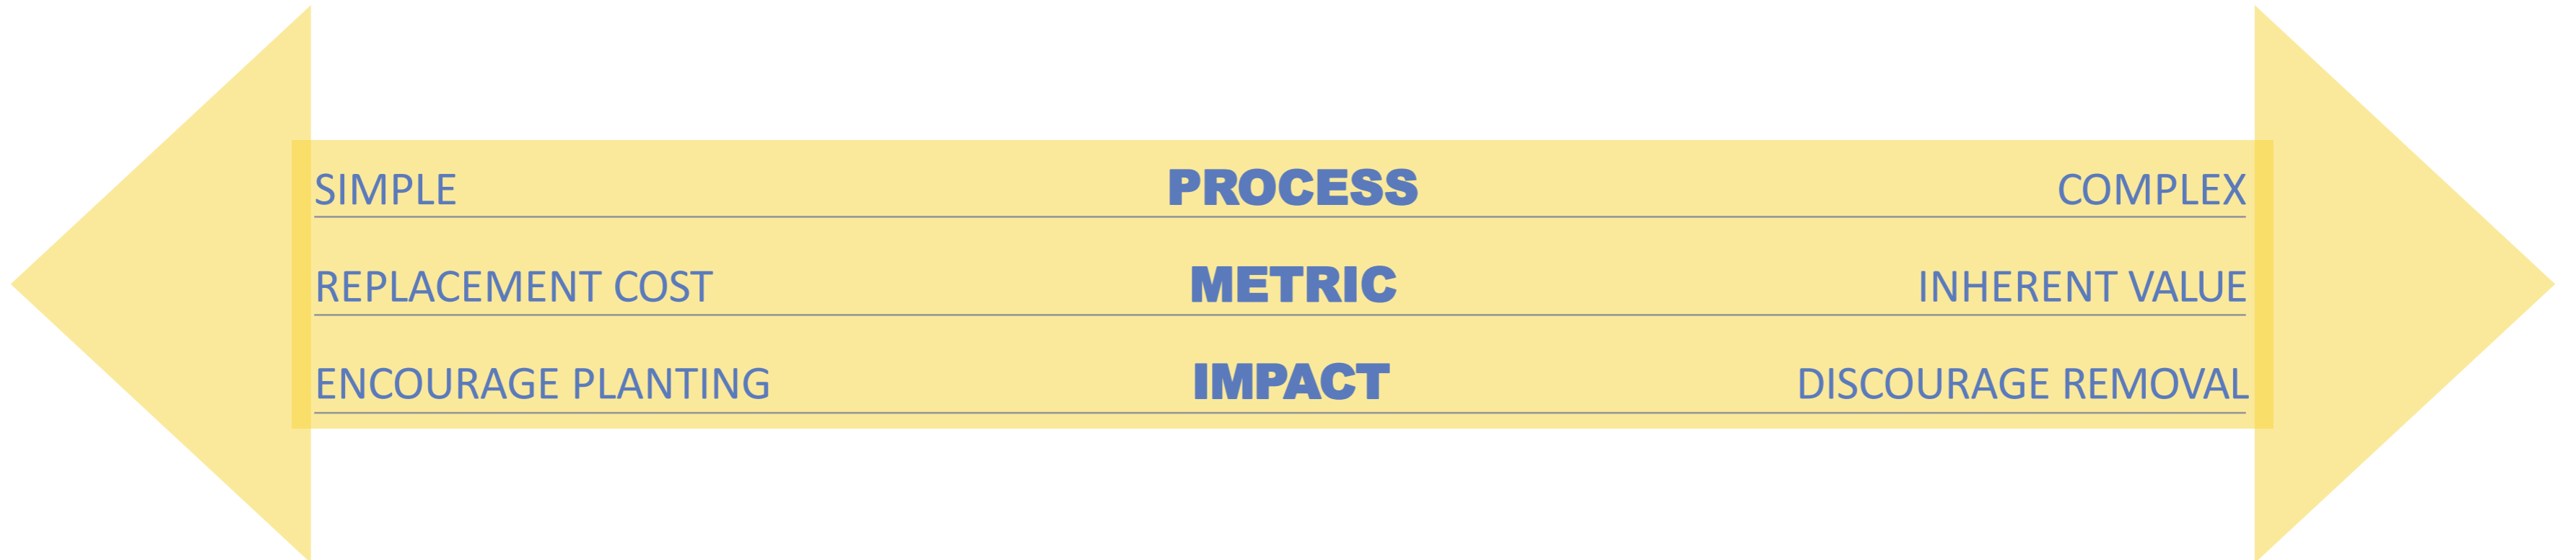 SIMPLE PROCESS COMPLEX
REPLACEMENT COST METRIC INHERENT VALUE
ENCOURAGE PLANTING IMPACT DISCOURAGE REMOVAL